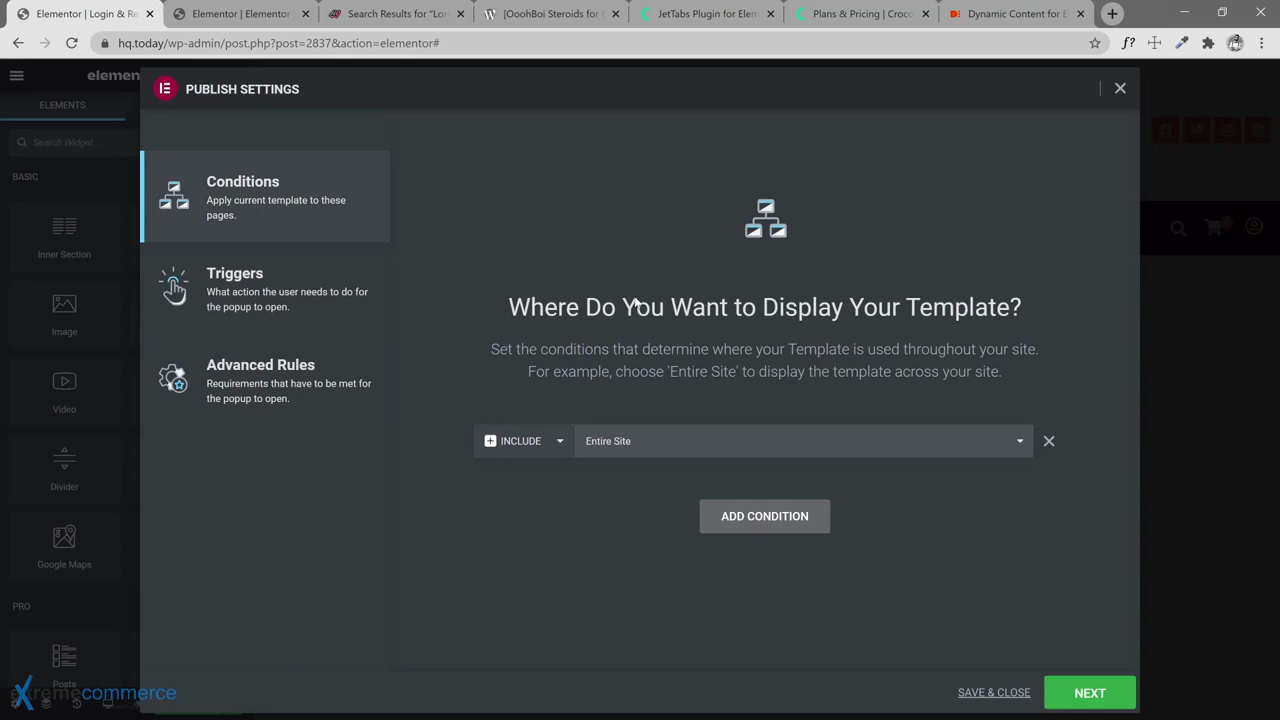 Elementor | Login & Re
Elementor | Elementor
Search Results for "Lo
[OoohBoi Steroids for E
JetTabs Plugin for Elem
Plans & Pricing | Croco
Dynamic Content for E
hq.today/wp-admin/post.php?post=2837&action=elementor#
elemen
PUBLISH SETTINGS
ELEMENTS
Search Widget...
BASIC
Inner Section
Image
Video
Divider
Google Maps
PRO
Posts
Conditions
Apply current template to these
pages.
Triggers
What action the user needs to do for
the popup to open.
Advanced Rules
Requirements that have to be met for
the popup to open.
Where Do You Want to Display Your Template?
Set the conditions that determine where your Template is used throughout your site.
For example, choose 'Entire Site' to display the template across your site.
INCLUDE
Entire Site
ADD CONDITION
SAVE & CLOSE
NEXT
extremecommerce